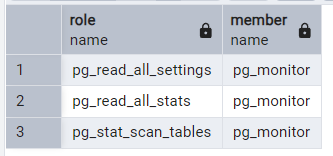 role member
name name
1 pg_read_all_settings pg_monitor
2 pg_read_all_stats pg_monitor
3 pg_stat_scan_tables pg_monitor